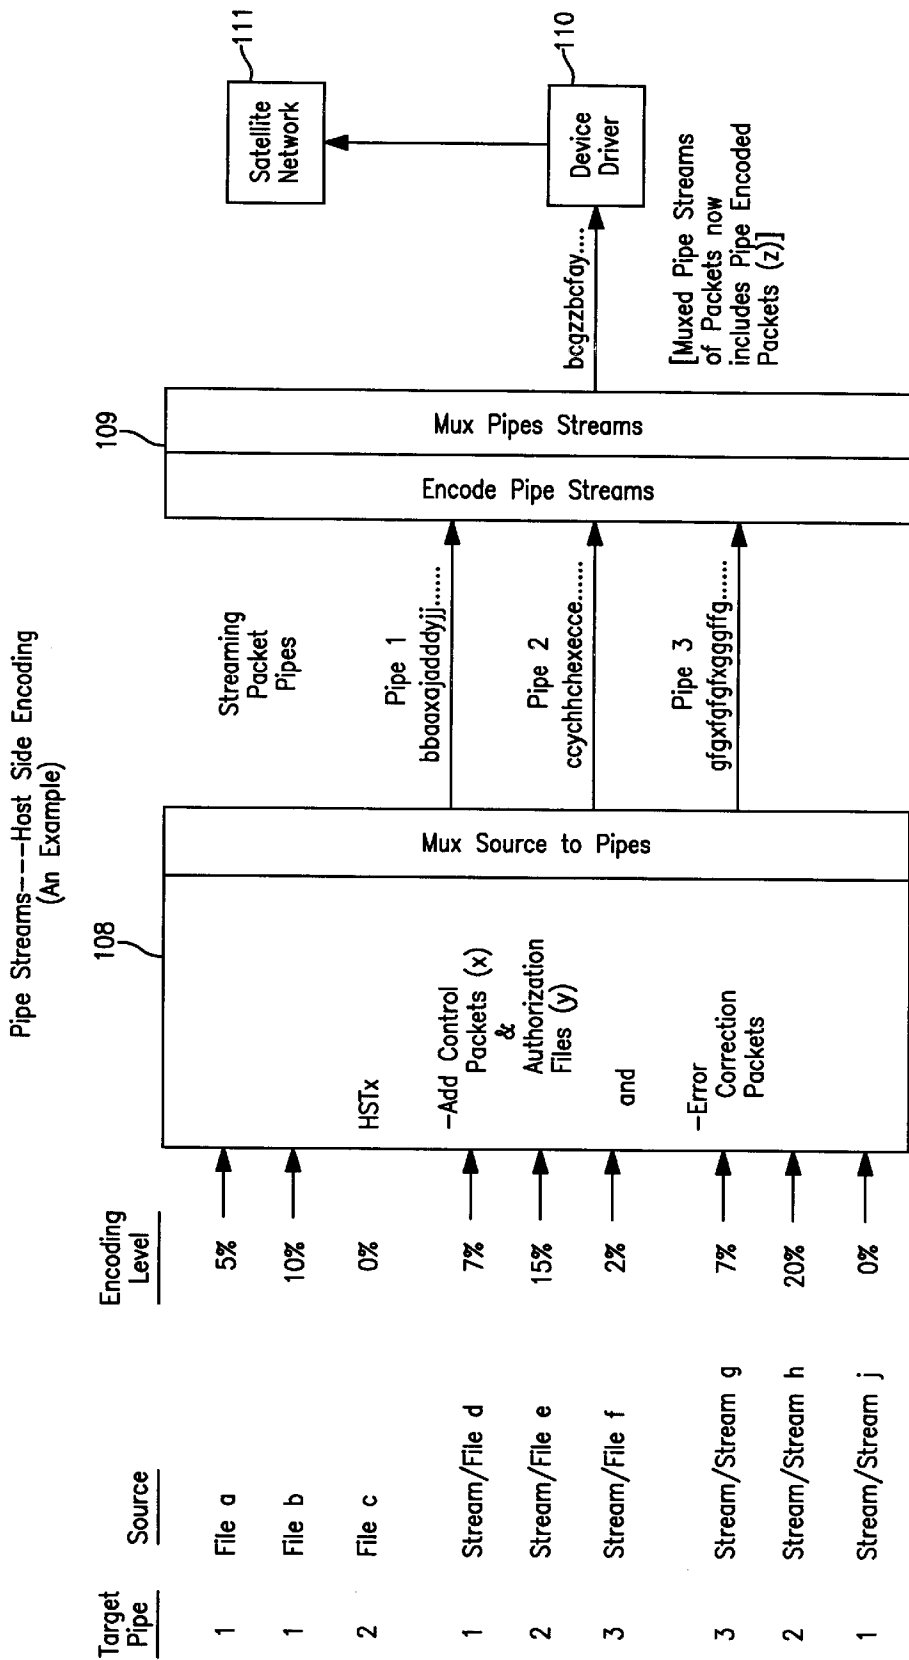 Pipe Streams----Host Side Encoding
(An Example)
Target
Pipe
Source
Encoding
Level
1
File a
5%
1
File b
10%
2
File c
0%
1
Stream/File d
7%
2
Stream/File e
15%
3
Stream/File f
2%
3
Stream/Stream g
7%
2
Stream/Stream h
20%
1
Stream/Stream j
0%
108
HSTx
-Add Control
Packets (x)
&
Authorization
Files (y)
and
-Error
Correction
Packets
Mux Source to Pipes
Streaming
Packet
Pipes
Pipe 1
bbaaxajadddyjj......
Pipe 2
ccychhchexecce......
Pipe 3
gfgxfgfgfxgggffg......
109
Encode Pipe Streams
Mux Pipes Streams
bcgzzbcfay....
[Muxed Pipe Streams
of Packets now
includes Pipe Encoded
Packets (z)]
Device
Driver
110
Satellite
Network
111